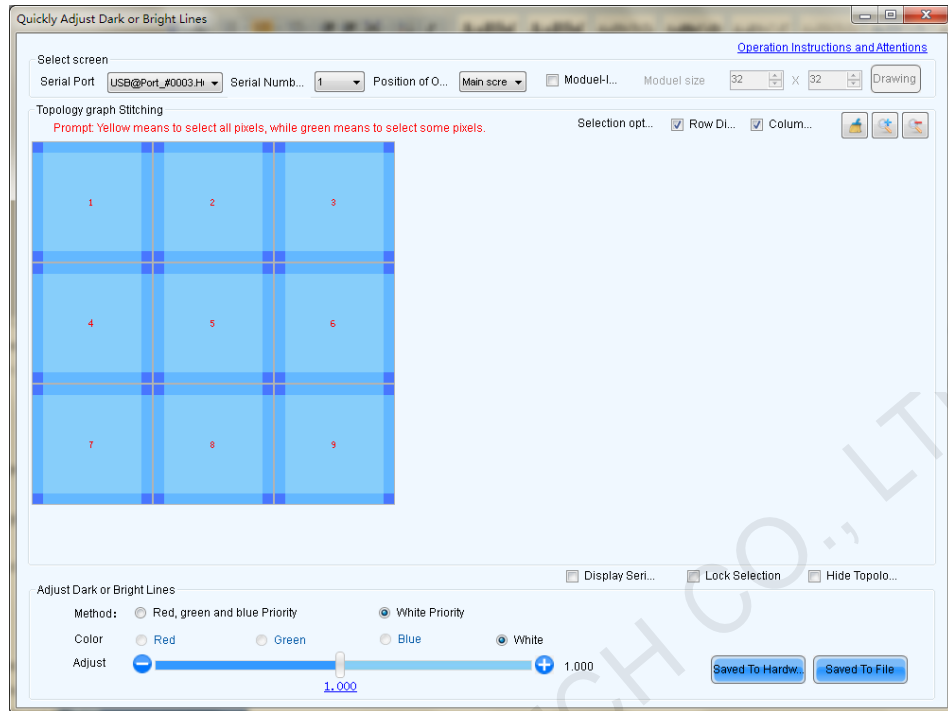 Quickly Adjust Dark or Bright Lines
Operation Instructions and Attentions
Select screen
Serial Port USB@Port_#0003.H Serial Numb... 1 Position of O... Main scre Moduel-I... Moduel size 32 X 32 Drawing
Topology graph Stitching
Prompt: Yellow means to select all pixels, while green means to select some pixels. Selection opt... Row Di... Colum...
1 2 3
4 5 6
7 8 9
Display Seri... Lock Selection Hide Topolo...
Adjust Dark or Bright Lines
Method: Red, green and blue Priority White Priority
Color Red Green Blue White
Adjust 1.000
1.000
Saved To Hardw... Saved To File
TCH CO., LT